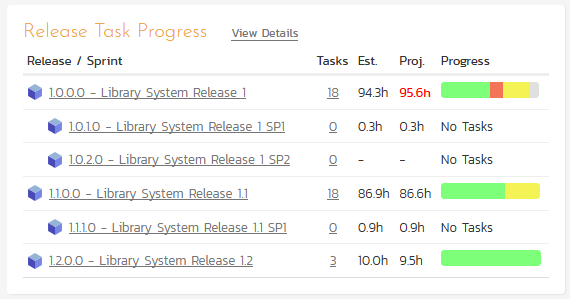 Release Task Progress View Details
Release / Sprint Tasks Est. Proj. Progress
1.0.0.0 - Library System Release 1 18 94.3h 95.6h
1.0.1.0 - Library System Release 1 SP1 0 0.3h 0.3h No Tasks
1.0.2.0 - Library System Release 1 SP2 0 - - No Tasks
1.1.0.0 - Library System Release 1.1 18 86.9h 86.6h
1.1.1.0 - Library System Release 1.1 SP1 0 0.9h 0.9h No Tasks
1.2.0.0 - Library System Release 1.2 3 10.0h 9.5h